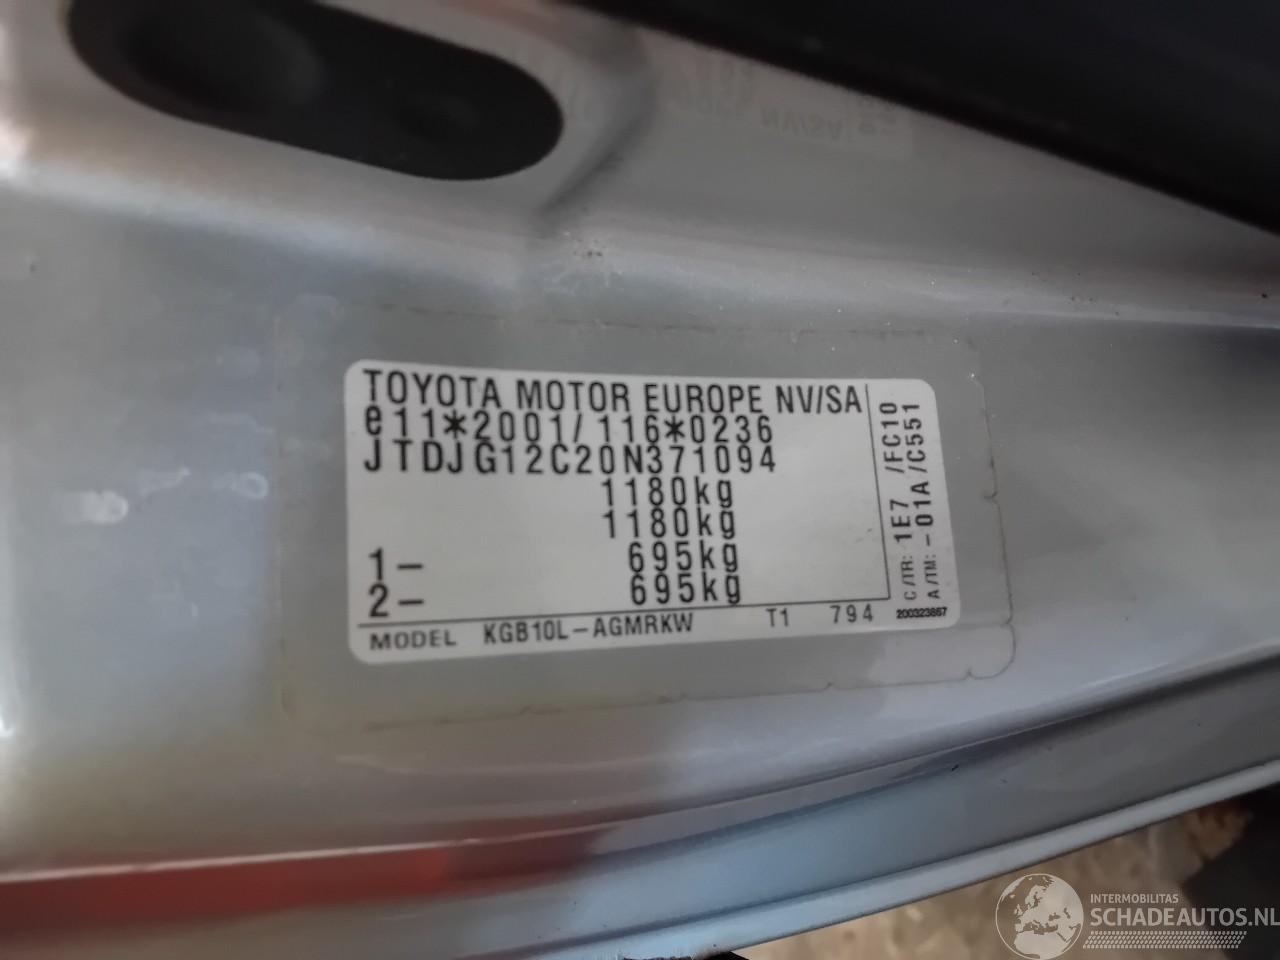 TOYOTA MOTOR EUROPE NV/SA
e11*2001/116*0236
JTDJG12C20N371094
1180kg
1180kg
1- 695kg
2- 695kg
MODEL KGB10L-AGMRKW T1 794
C/TR: 1E7 /FC10
A/TM: -01A/C551
200323667
INTERMOBILITAS
SCHADEAUTOS.NL